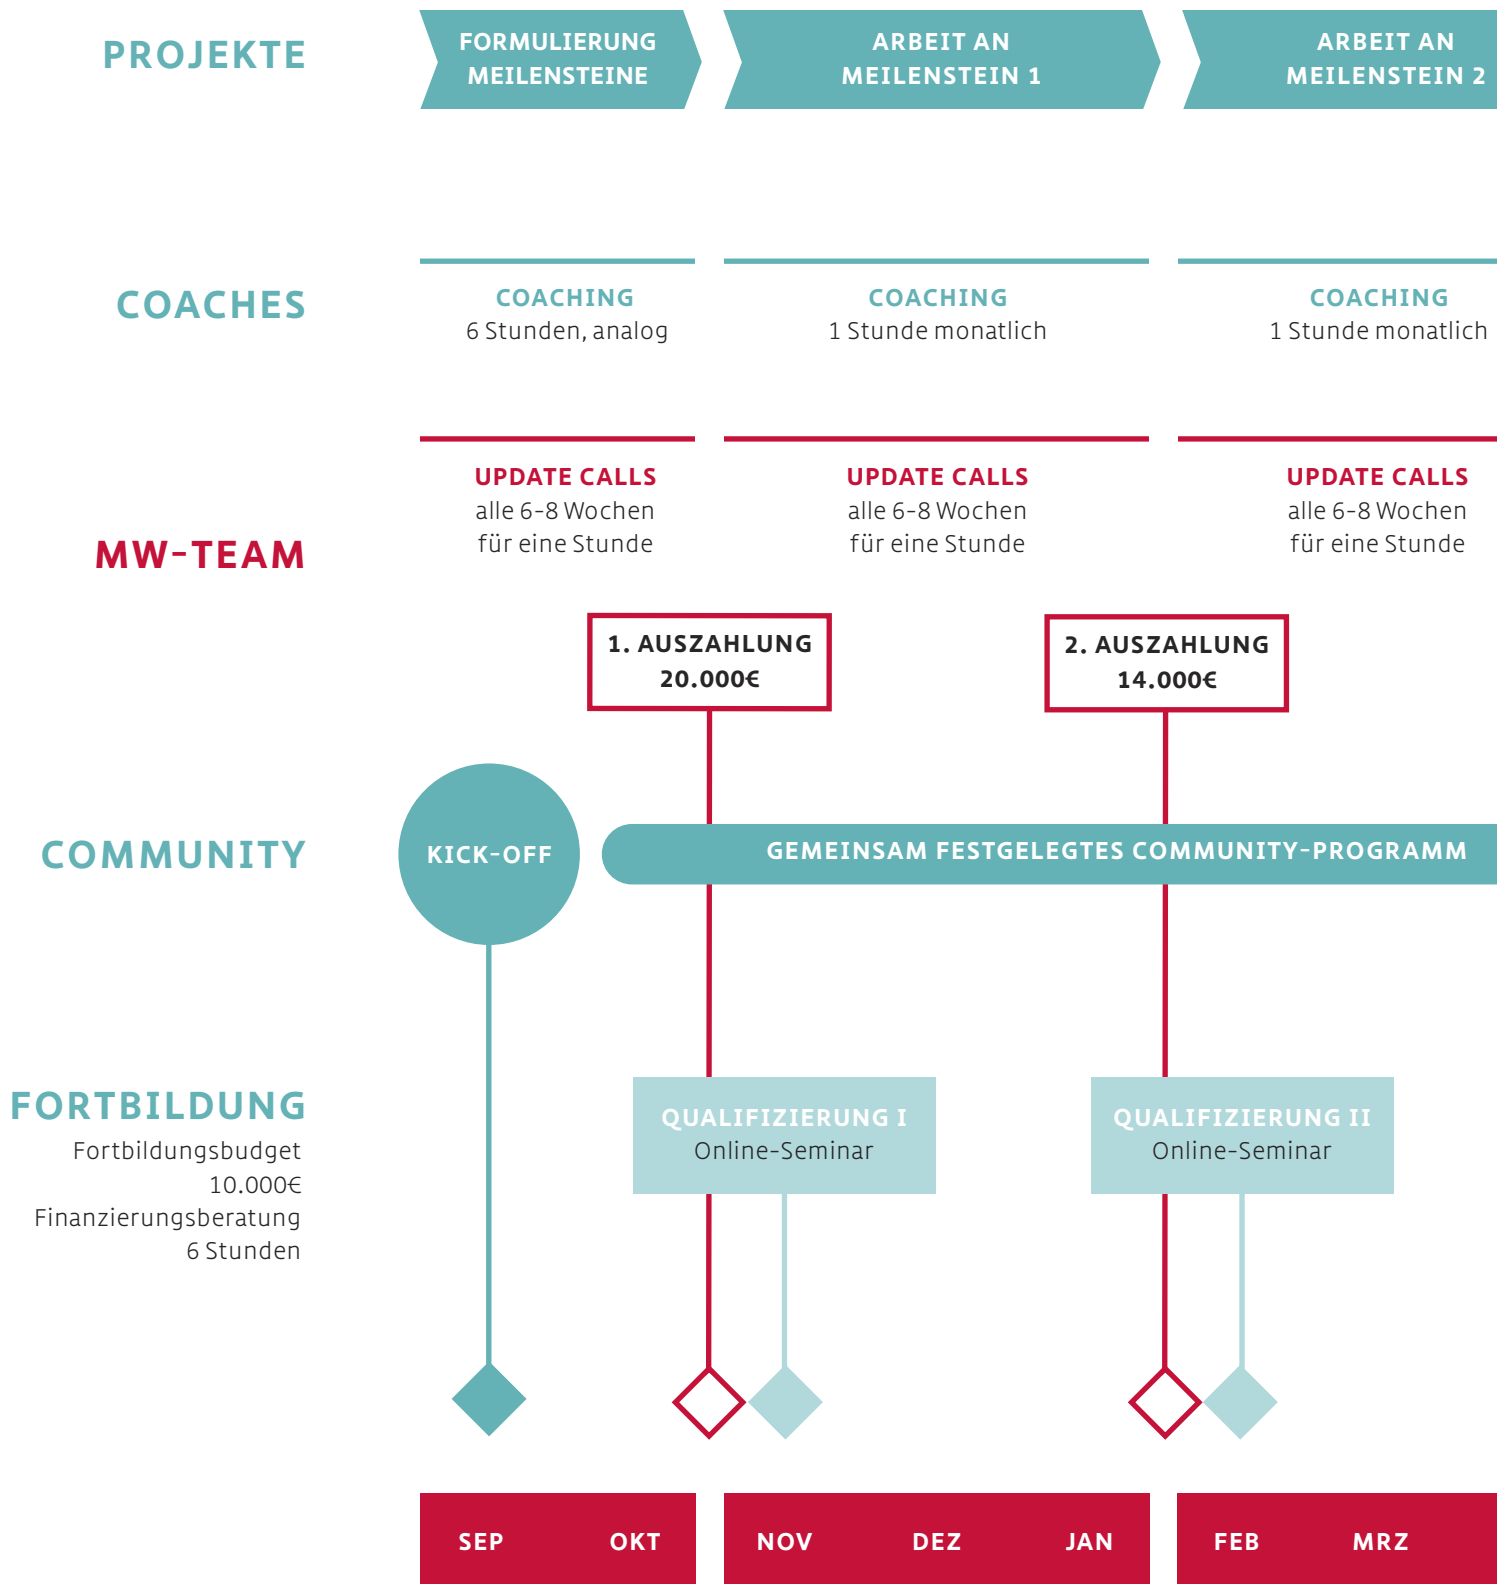 PROJEKTE
FORMULIERUNG
MEILENSTEINE
ARBEIT AN
MEILENSTEIN 1
ARBEIT AN
MEILENSTEIN 2
COACHES
COACHING
6 Stunden, analog
COACHING
1 Stunde monatlich
COACHING
1 Stunde monatlich
MW-TEAM
UPDATE CALLS
alle 6-8 Wochen
für eine Stunde
UPDATE CALLS
alle 6-8 Wochen
für eine Stunde
UPDATE CALLS
alle 6-8 Wochen
für eine Stunde
1. AUSZAHLUNG
20.000€
2. AUSZAHLUNG
14.000€
COMMUNITY
KICK-OFF
GEMEINSAM FESTGELEGTES COMMUNITY-PROGRAMM
FORTBILDUNG
Fortbildungsbudget
10.000€
Finanzierungsberatung
6 Stunden
QUALIFIZIERUNG I
Online-Seminar
QUALIFIZIERUNG II
Online-Seminar
SEP OKT NOV DEZ JAN FEB MRZ